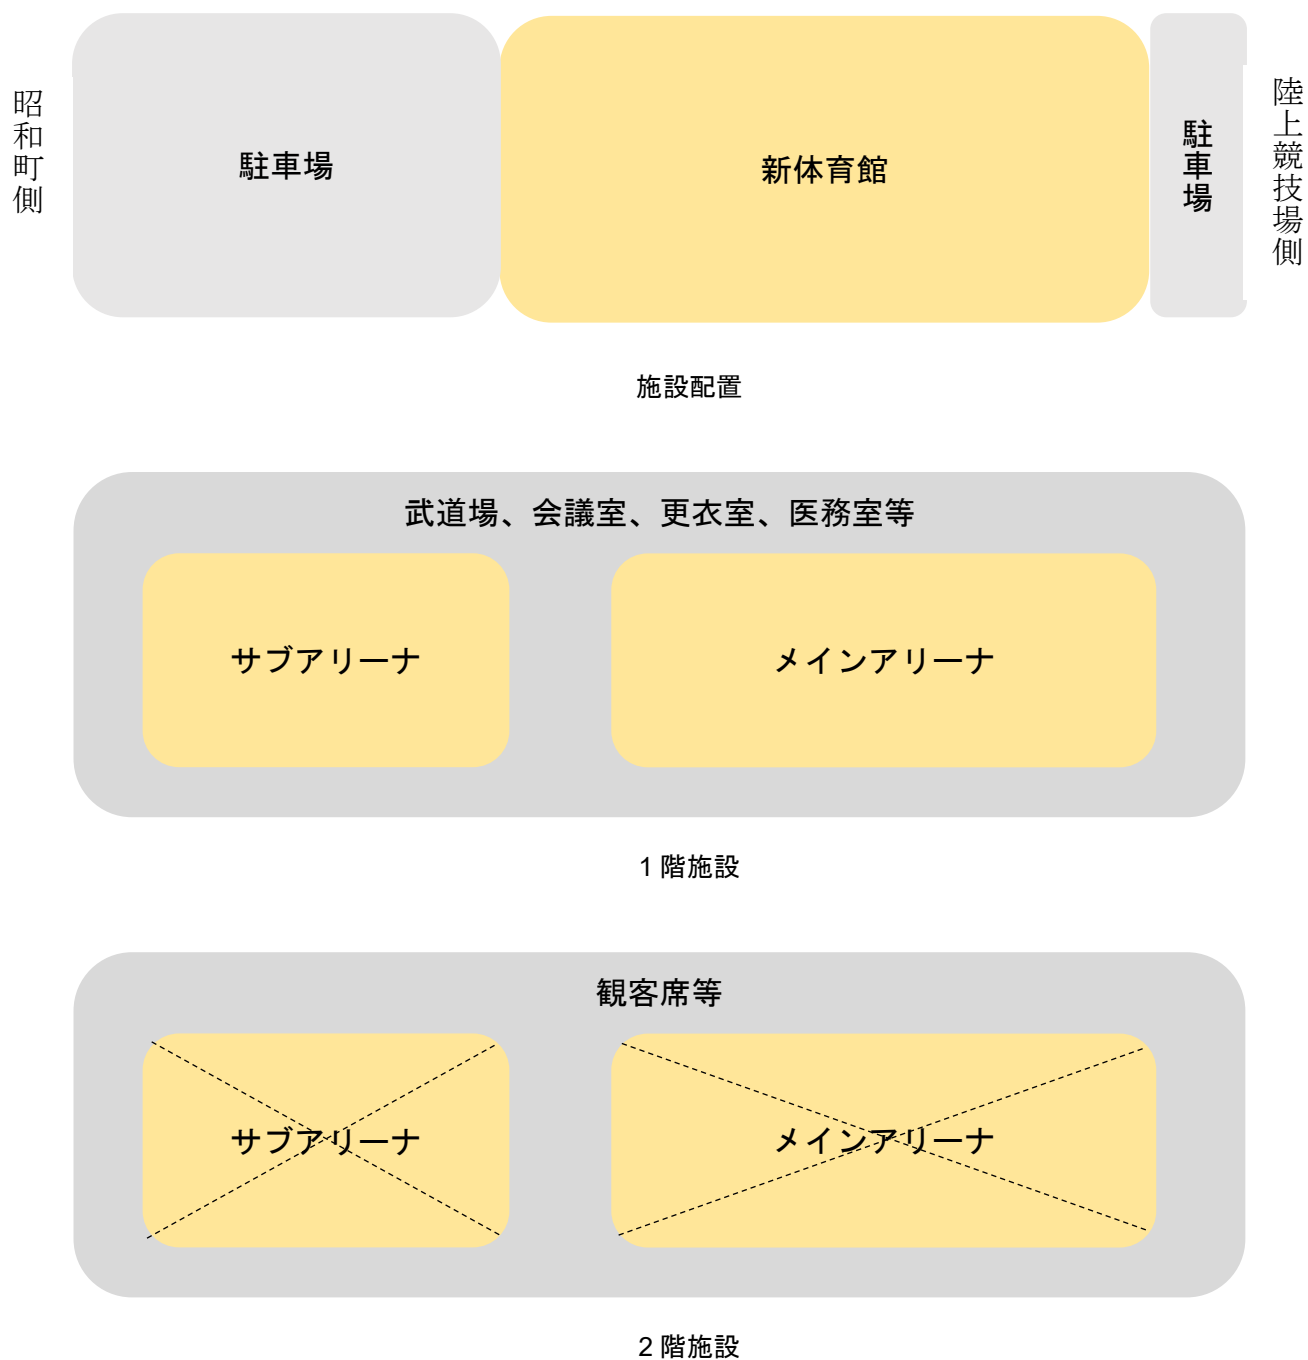 昭和町側
駐車場
新体育館
駐車場
陸上競技場側
施設配置
武道場、会議室、更衣室、医務室等
サブアリーナ
メインアリーナ
1 階施設
観客席等
サブアリーナ
メインアリーナ
2 階施設